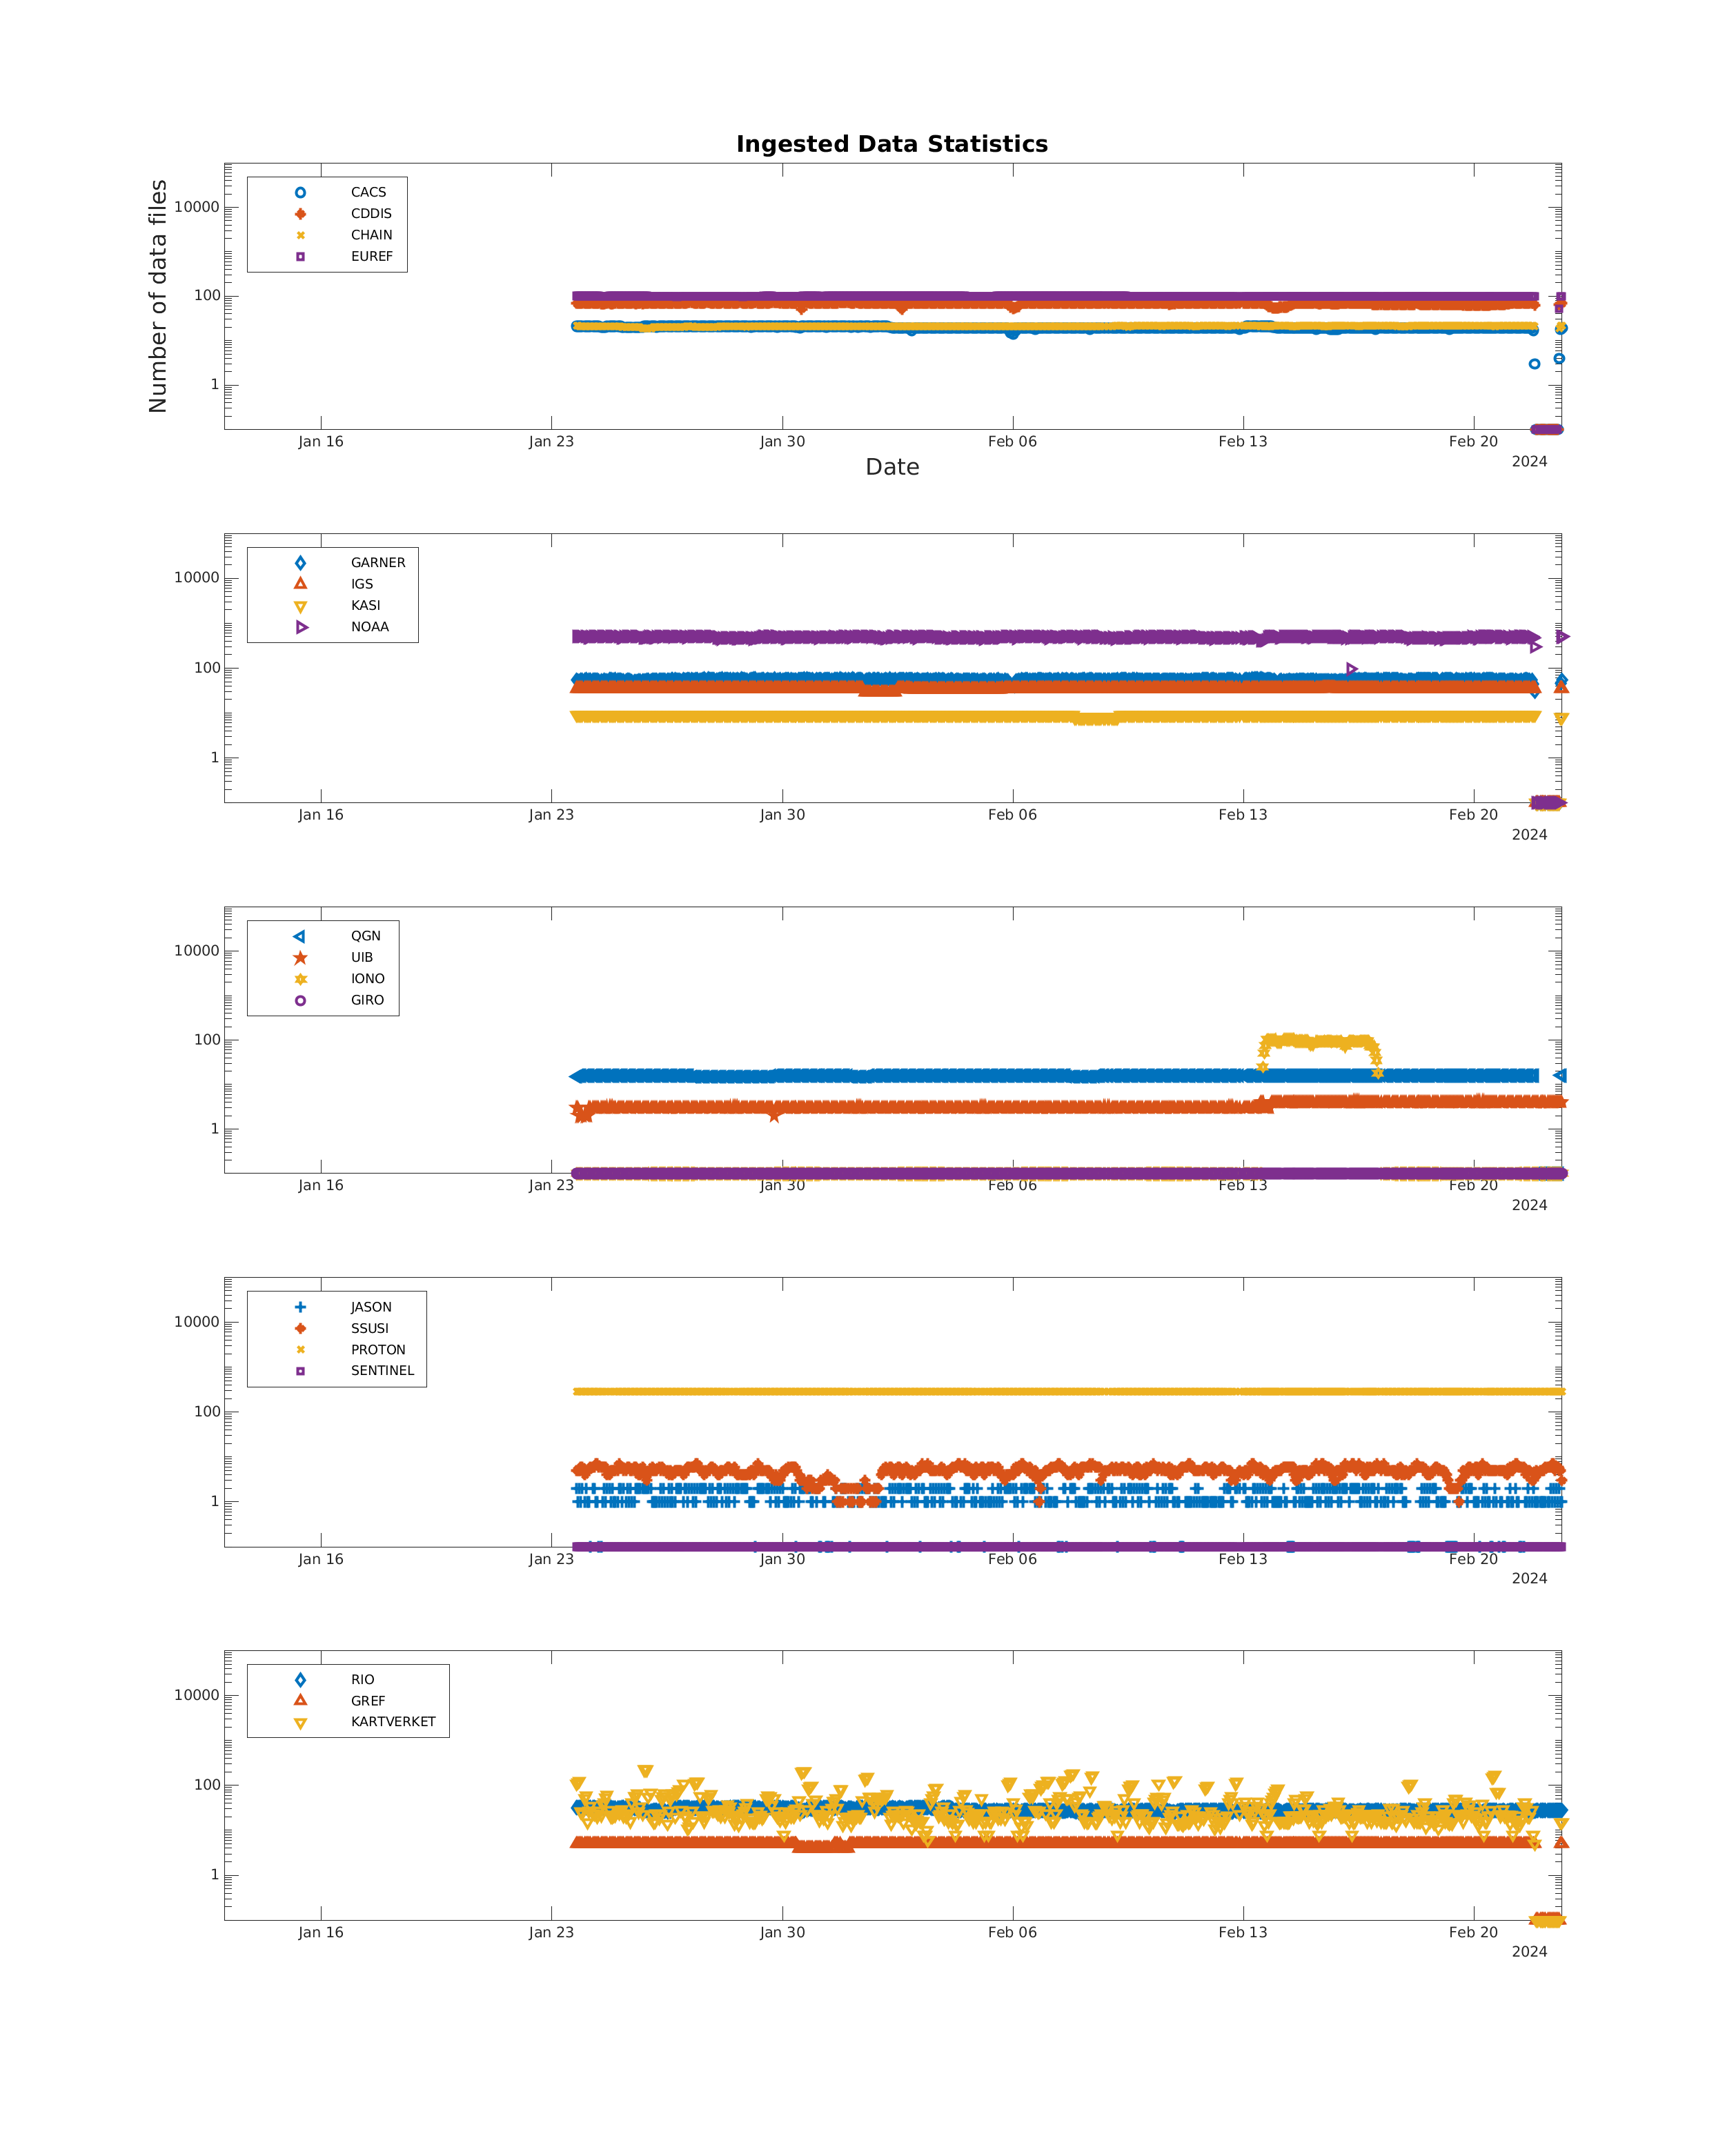 Ingested Data Statistics
Number of data files
10000
100
1
CACS
CDDIS
CHAIN
EUREF
Jan 16 Jan 23 Jan 30 Feb 06 Feb 13 Feb 20
2024
Date
10000
100
1
GARNER
IGS
KASI
NOAA
Jan 16 Jan 23 Jan 30 Feb 06 Feb 13 Feb 20
2024
10000
100
1
QGN
UIB
IONO
GIRO
Jan 16 Jan 23 Jan 30 Feb 06 Feb 13 Feb 20
2024
10000
100
1
JASON
SSUSI
PROTON
SENTINEL
Jan 16 Jan 23 Jan 30 Feb 06 Feb 13 Feb 20
2024
10000
100
1
RIO
GREF
KARTVERKET
Jan 16 Jan 23 Jan 30 Feb 06 Feb 13 Feb 20
2024